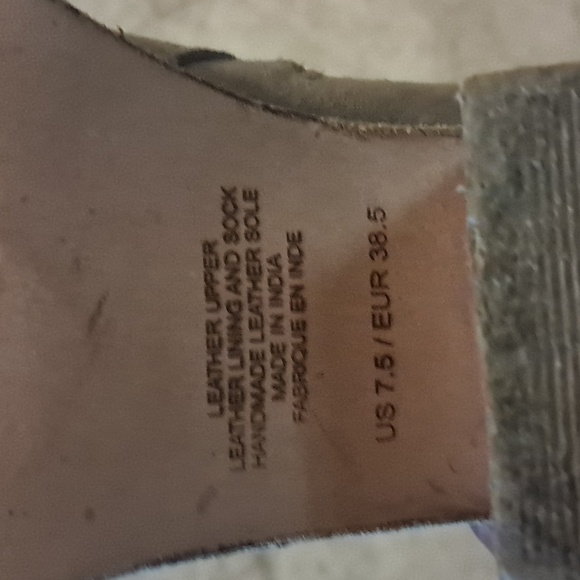 LEATHER UPPER
LEATHER LINING AND SOCK
HANDMADE LEATHER SOLE
MADE IN INDIA
FABRIQUE EN INDE
US 7.5 / EUR 38.5